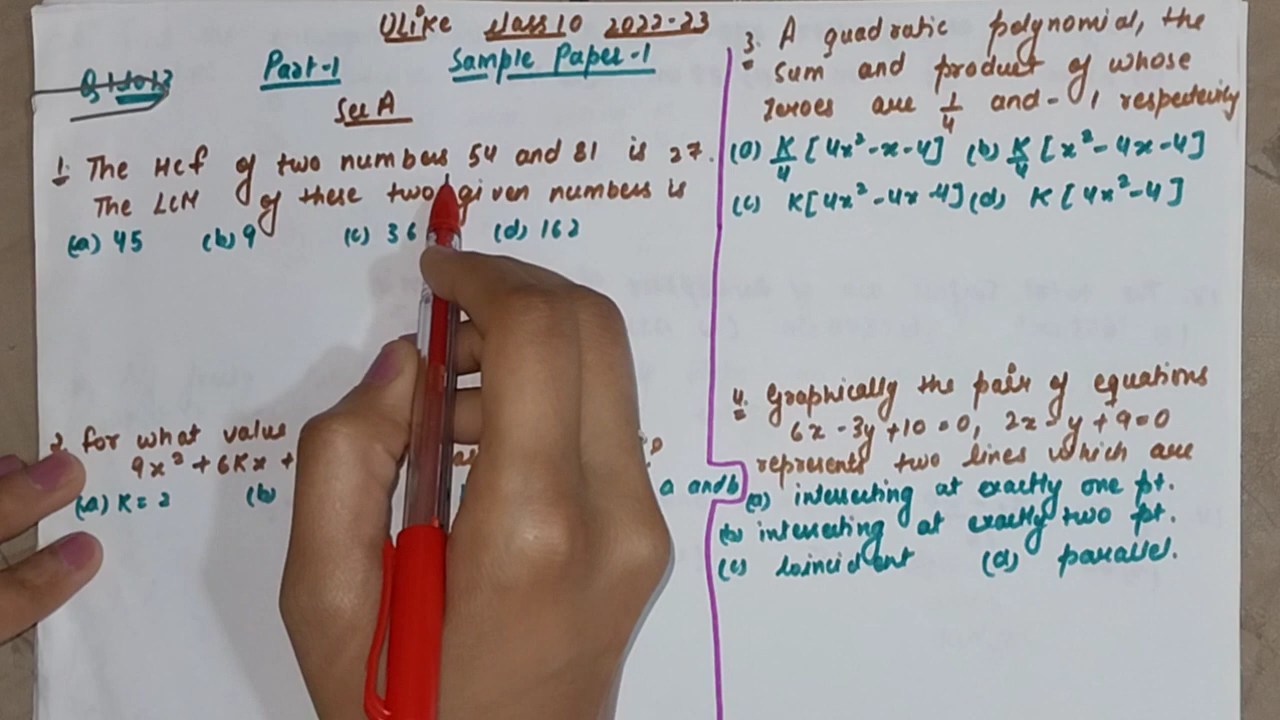 ULike class 10 2022-23
Part-1 Sample Paper-1
Sec A
1. The HCF of two numbers 54 and 81 is 27.
The LCM of these two given numbers is
(a) 45 (b) 9 (c) 36 (d) 162
2. For what value
9x² + 6Kx +
(a) K = 2 (b) a and b
3. A quadratic polynomial, the
sum and product of whose
zeroes are 1/4 and -1 respectively
(a) K/4 [4x² - x - 4] (b) K/4 [x² - 4x - 4]
(c) K[4x² - 4x - 4] (d) K [4x² - 4]
4. Graphically the pair of equations
6x - 3y + 10 = 0, 2x - y + 9 = 0
represents two lines which are
(a) intersecting at exactly one pt.
(b) intersecting at exactly two pt.
(c) Coincident (d) parallel.